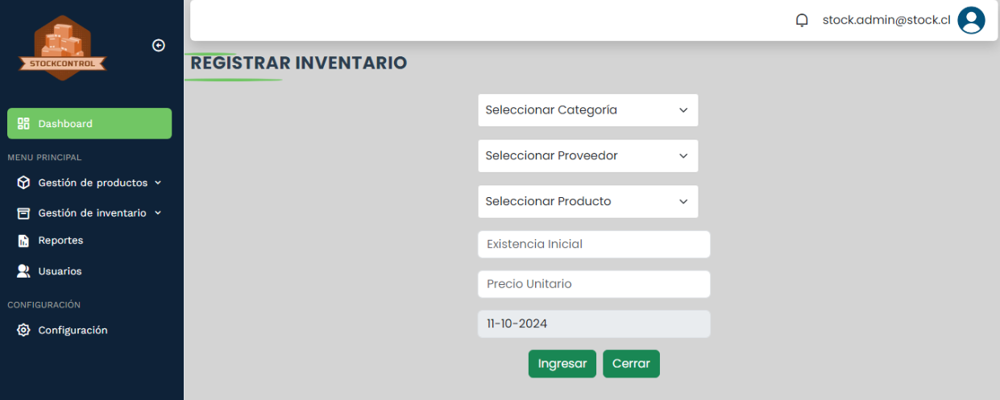 STOCKCONTROL
Dashboard
MENU PRINCIPAL
Gestión de productos
Gestión de inventario
Reportes
Usuarios
CONFIGURACIÓN
Configuración
stock.admin@stock.cl
REGISTRAR INVENTARIO
Seleccionar Categoría
Seleccionar Proveedor
Seleccionar Producto
Existencia Inicial
Precio Unitario
11-10-2024
Ingresar Cerrar